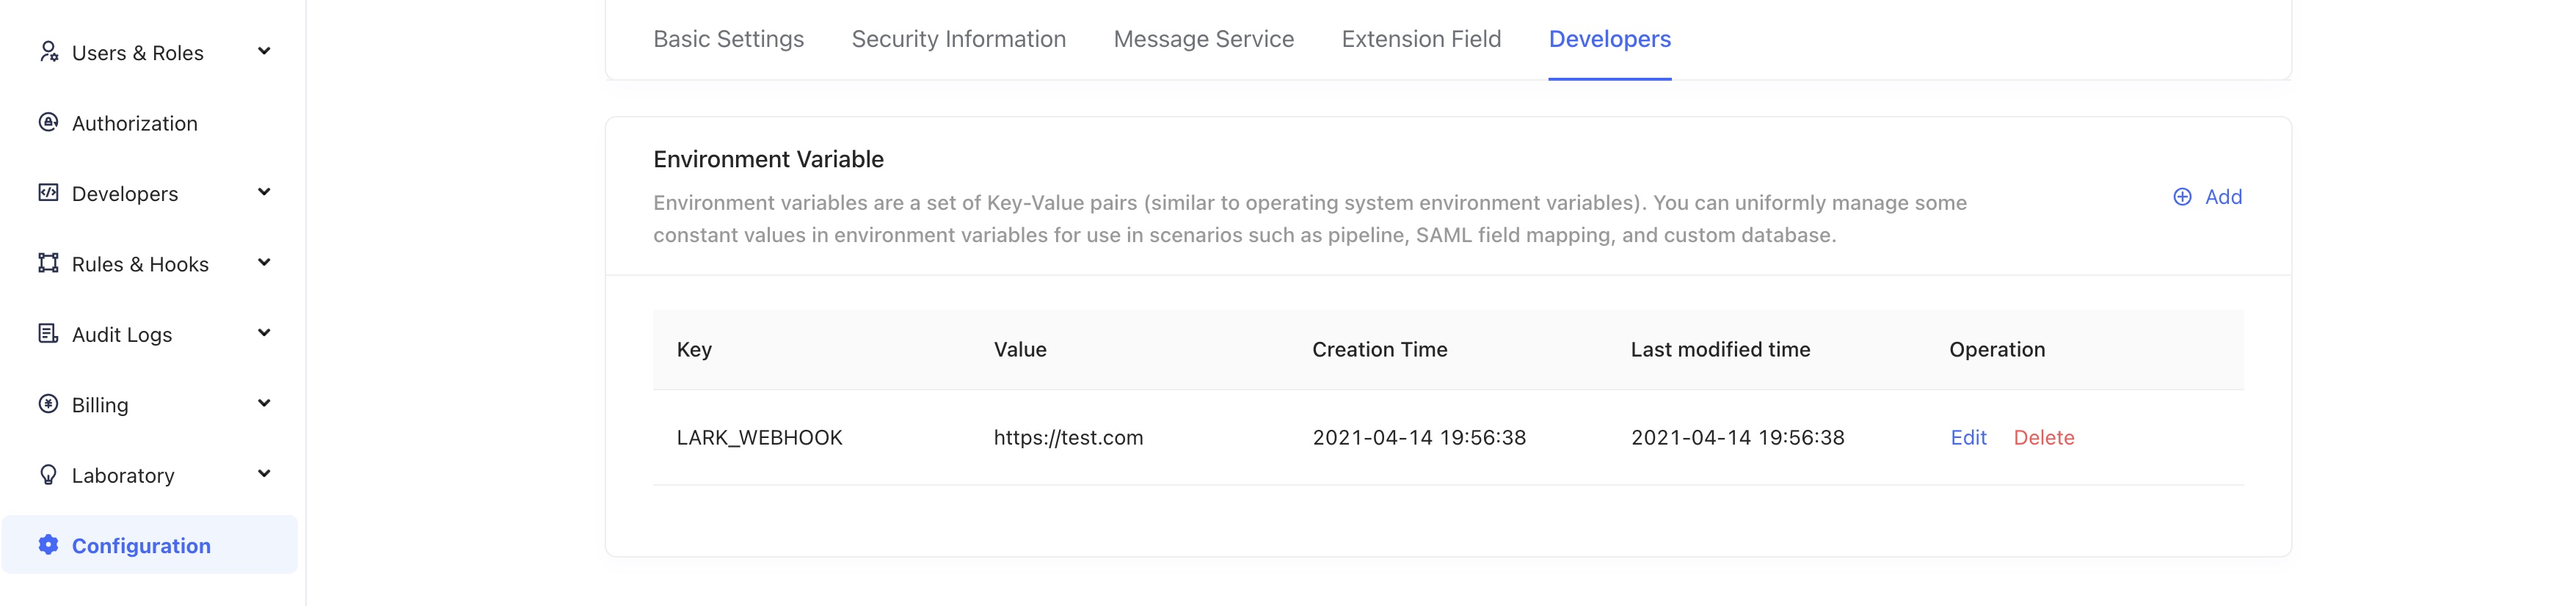 Users & Roles
Authorization
Developers
Rules & Hooks
Audit Logs
Billing
Laboratory
Configuration
Basic Settings Security Information Message Service Extension Field Developers
Environment Variable
Environment variables are a set of Key-Value pairs (similar to operating system environment variables). You can uniformly manage some
constant values in environment variables for use in scenarios such as pipeline, SAML field mapping, and custom database.
Add
Key Value Creation Time Last modified time Operation
LARK_WEBHOOK https://test.com 2021-04-14 19:56:38 2021-04-14 19:56:38 Edit Delete